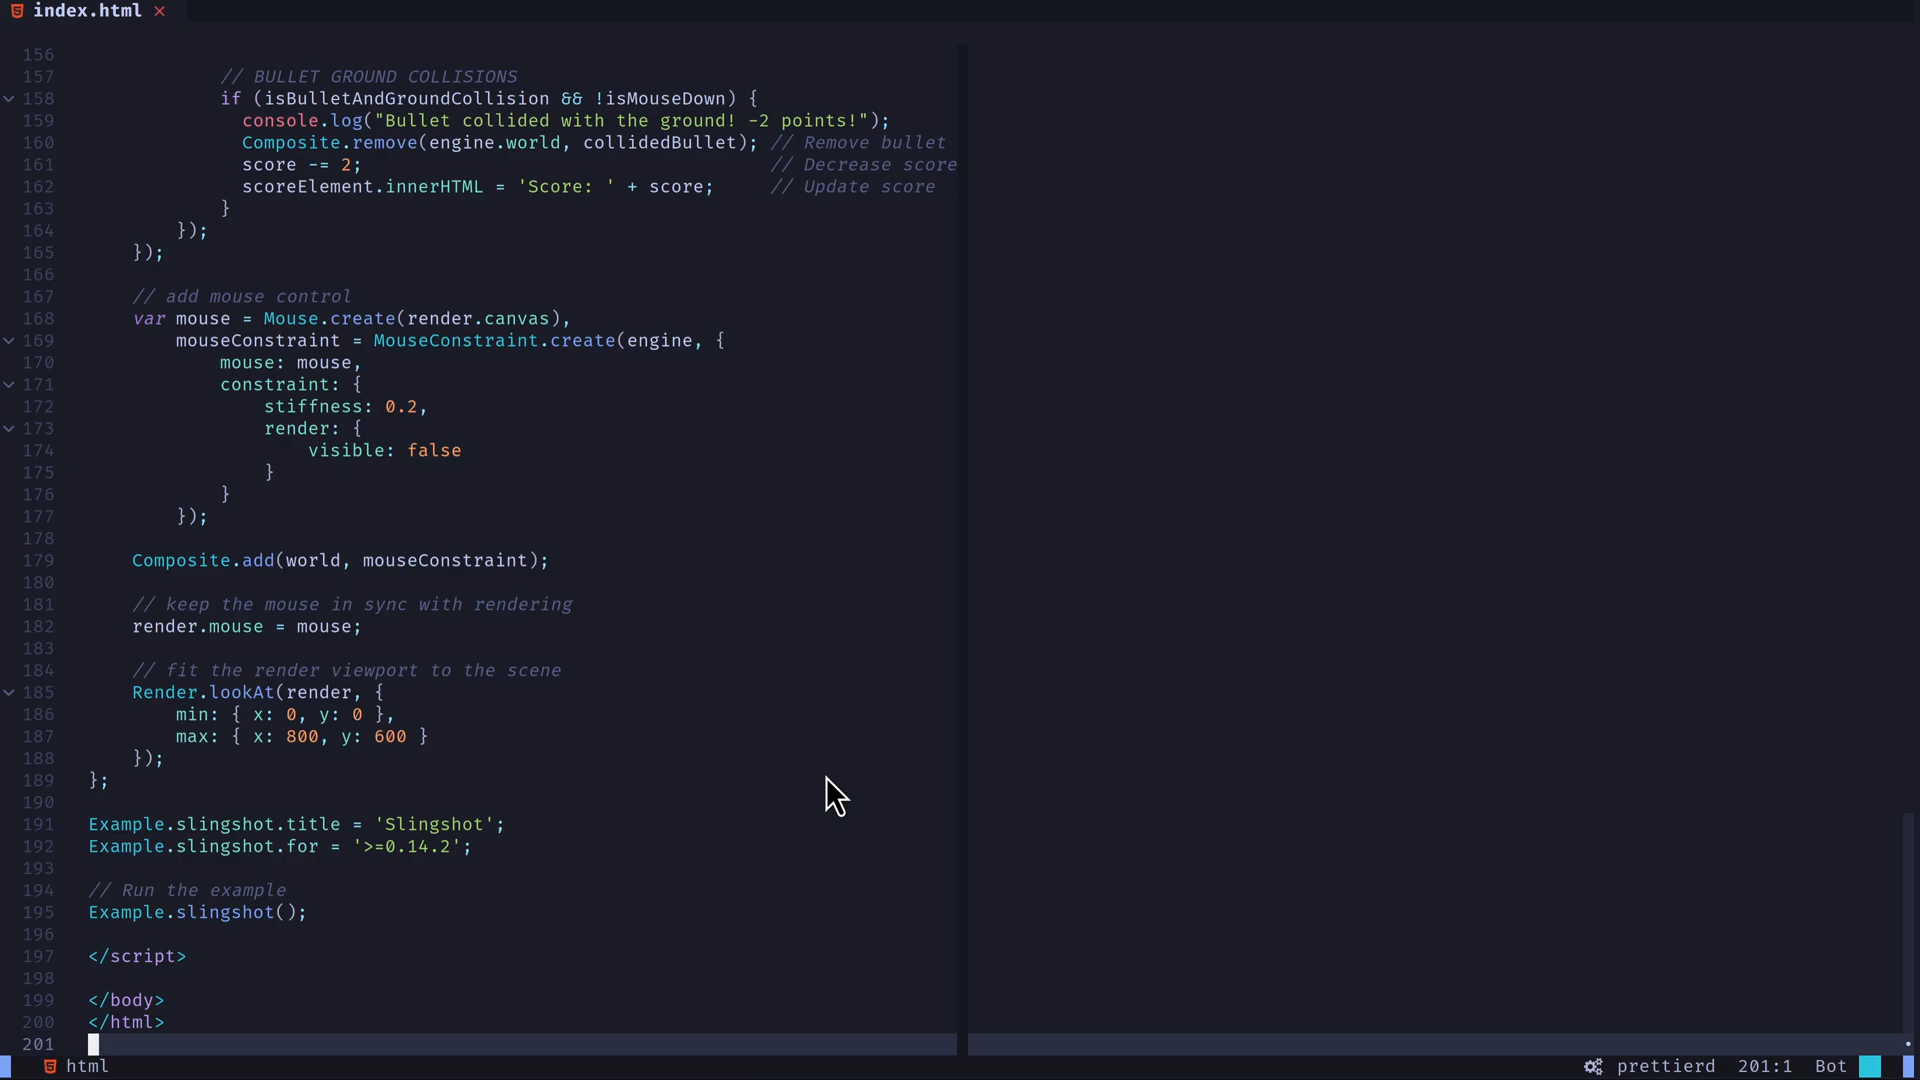 index.html ✕
156
157 // BULLET GROUND COLLISIONS
158 if (isBulletAndGroundCollision && !isMouseDown) {
159 console.log("Bullet collided with the ground! -2 points!");
160 Composite.remove(engine.world, collidedBullet); // Remove bullet
161 score -= 2; // Decrease score
162 scoreElement.innerHTML = 'Score: ' + score; // Update score
163 }
164 });
165 });
166
167 // add mouse control
168 var mouse = Mouse.create(render.canvas),
169 mouseConstraint = MouseConstraint.create(engine, {
170 mouse: mouse,
171 constraint: {
172 stiffness: 0.2,
173 render: {
174 visible: false
175 }
176 }
177 });
178
179 Composite.add(world, mouseConstraint);
180
181 // keep the mouse in sync with rendering
182 render.mouse = mouse;
183
184 // fit the render viewport to the scene
185 Render.lookAt(render, {
186 min: { x: 0, y: 0 },
187 max: { x: 800, y: 600 }
188 });
189 };
190
191 Example.slingshot.title = 'Slingshot';
192 Example.slingshot.for = '>=0.14.2';
193
194 // Run the example
195 Example.slingshot();
196
197 </script>
198
199 </body>
200 </html>
201
html prettierd 201:1 Bot